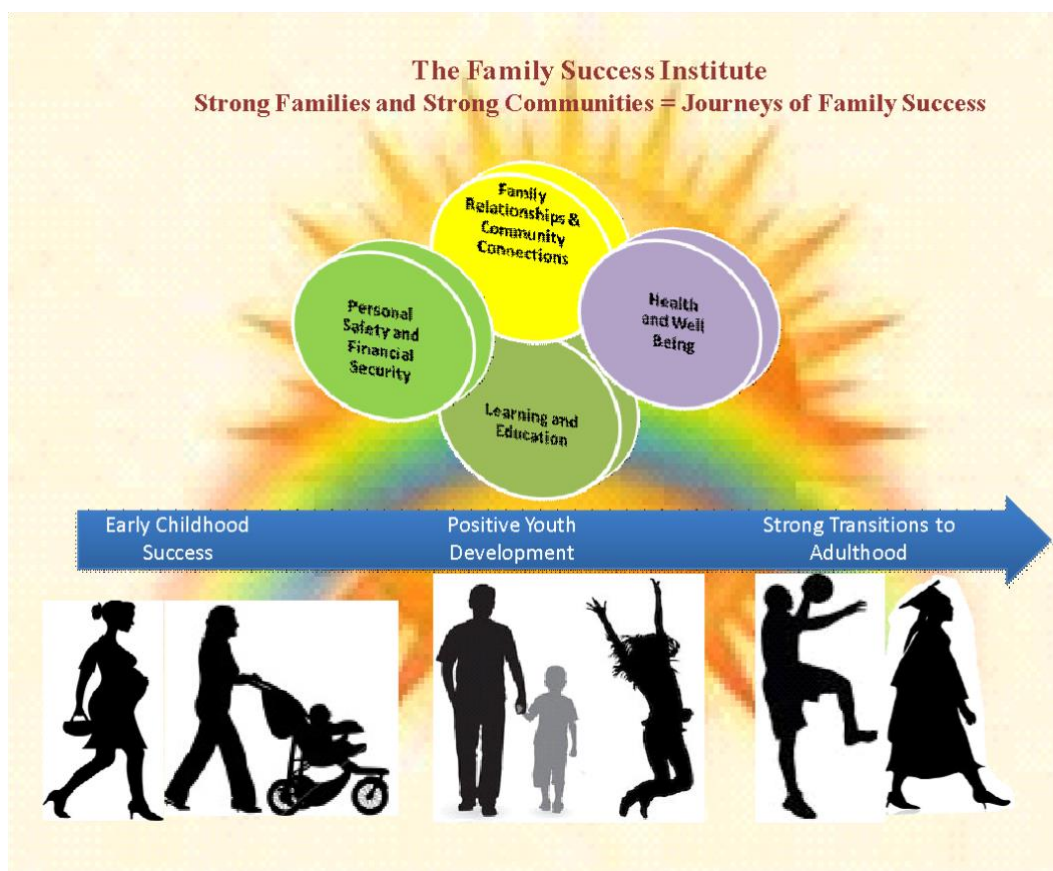 The Family Success Institute
Strong Families and Strong Communities = Journeys of Family Success
Family
Relationships &
Community
Connections
Personal
Safety and
Financial
Security
Health
and Well
Being
Learning and
Education
Early Childhood
Success
Positive Youth
Development
Strong Transitions to
Adulthood